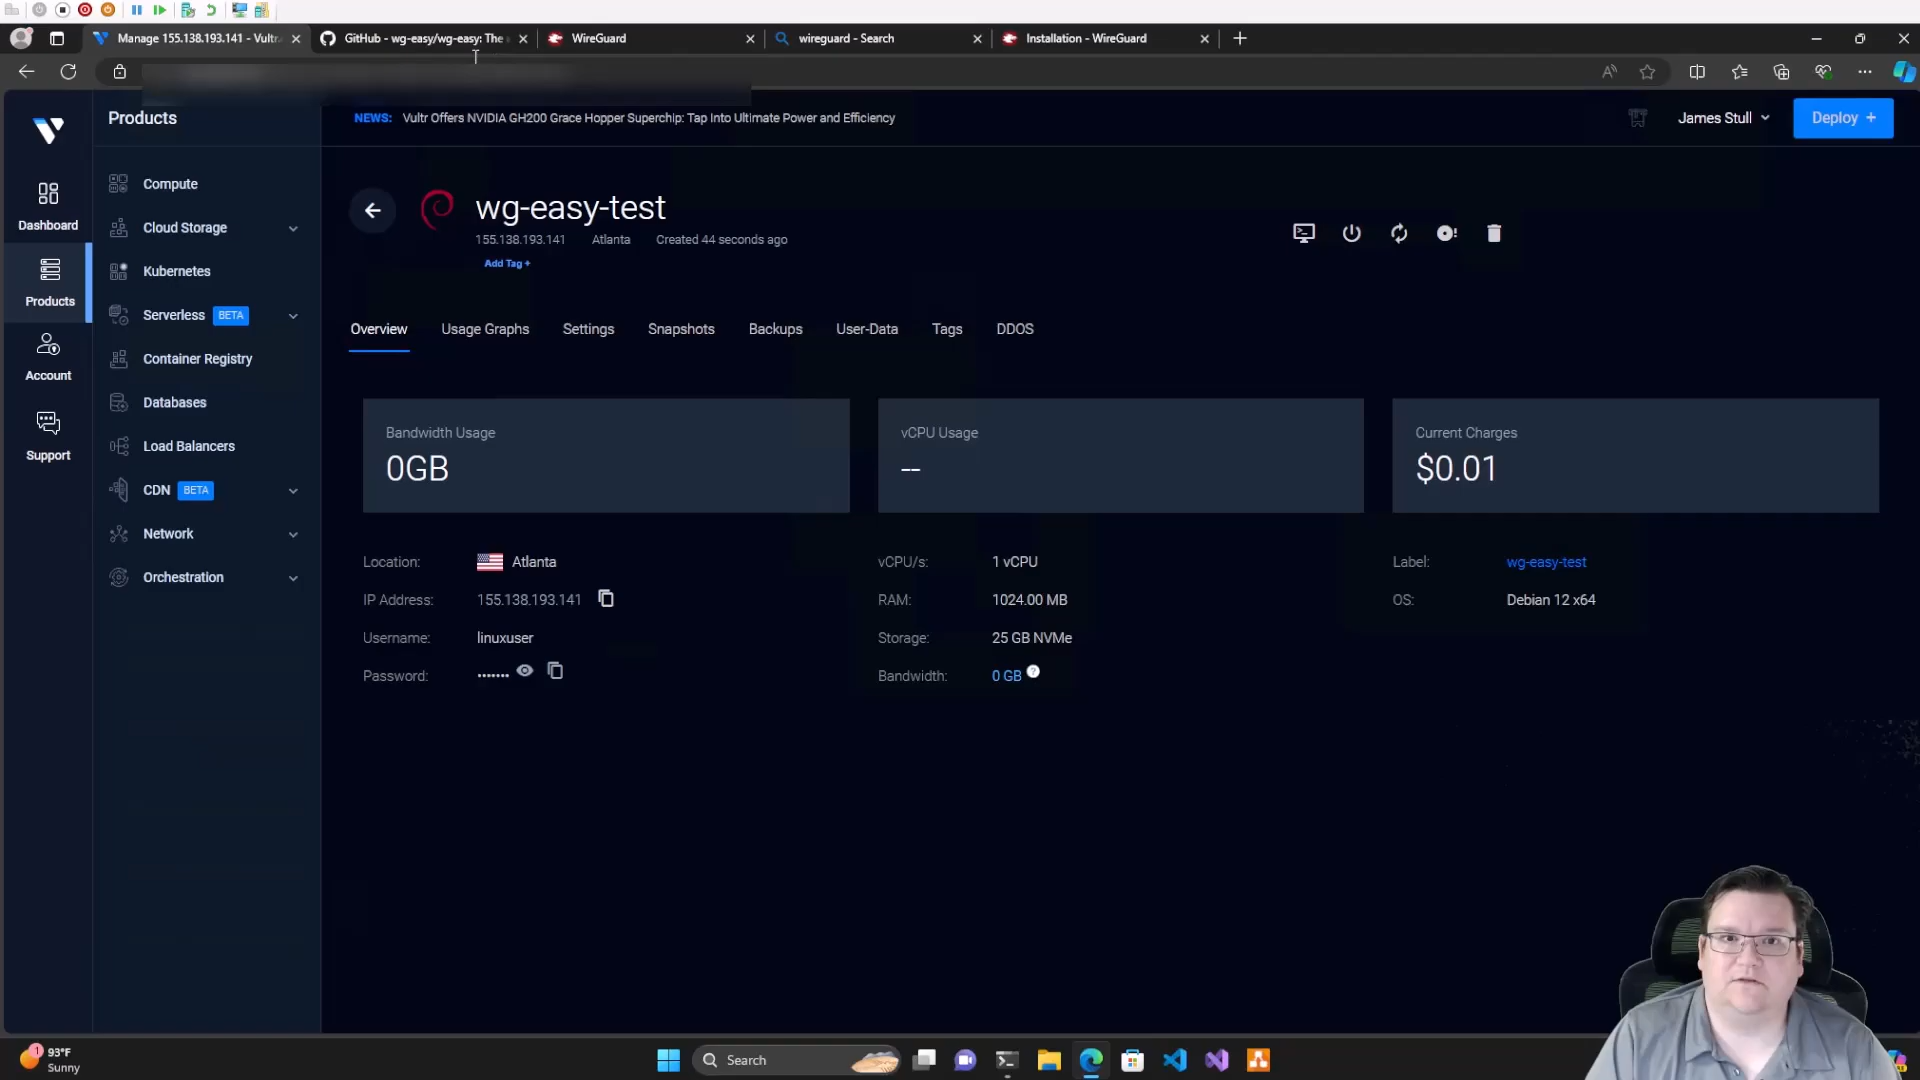 Manage 155.138.193.141 - Vultr
GitHub - wg-easy/wg-easy: The
WireGuard
wireguard - Search
Installation - WireGuard
Products
NEWS: Vultr Offers NVIDIA GH200 Grace Hopper Superchip: Tap Into Ultimate Power and Efficiency
James Stull
Deploy +
Dashboard
Products
Account
Support
Compute
Cloud Storage
Kubernetes
Serverless BETA
Container Registry
Databases
Load Balancers
CDN BETA
Network
Orchestration
wg-easy-test
155.138.193.141 Atlanta Created 44 seconds ago
Add Tag +
Overview Usage Graphs Settings Snapshots Backups User-Data Tags DDOS
Bandwidth Usage
0GB
vCPU Usage
--
Current Charges
$0.01
Location: Atlanta
IP Address: 155.138.193.141
Username: linuxuser
Password: •••••••
vCPU/s: 1 vCPU
RAM: 1024.00 MB
Storage: 25 GB NVMe
Bandwidth: 0 GB ?
Label: wg-easy-test
OS: Debian 12 x64
1
93°F
Sunny
Search